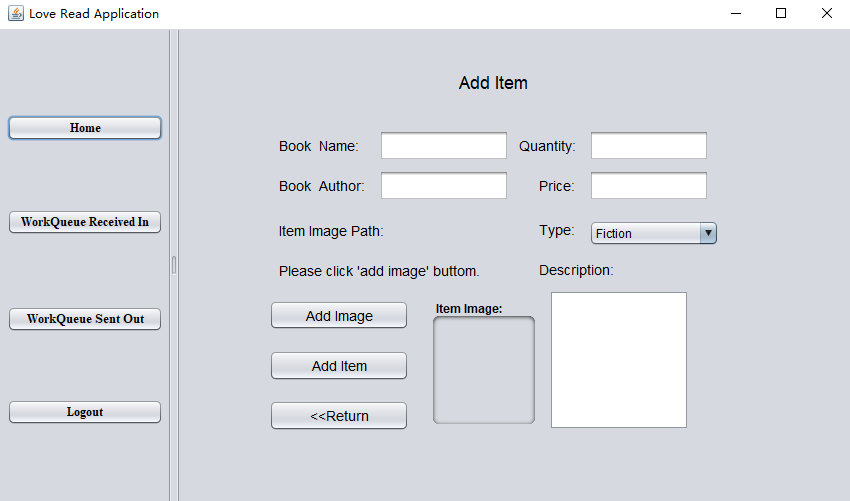 Love Read Application
Home
WorkQueue Received In
WorkQueue Sent Out
Logout
Add Item
Book Name:
Quantity:
Book Author:
Price:
Item Image Path:
Type:
Fiction
Please click 'add image' buttom.
Description:
Add Image
Item Image:
Add Item
<<Return